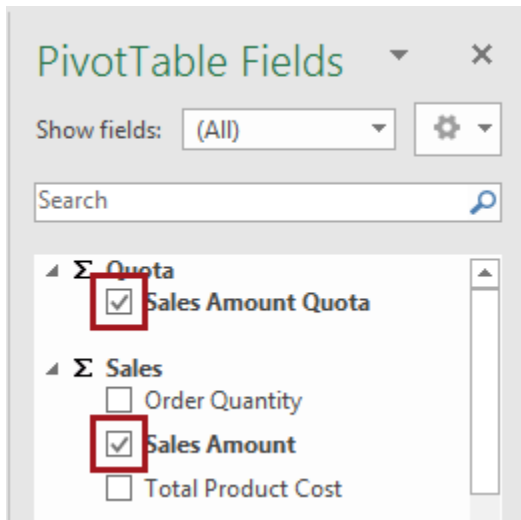 PivotTable Fields
Show fields: (All)
Search
Σ Quota
Sales Amount Quota
Σ Sales
Order Quantity
Sales Amount
Total Product Cost